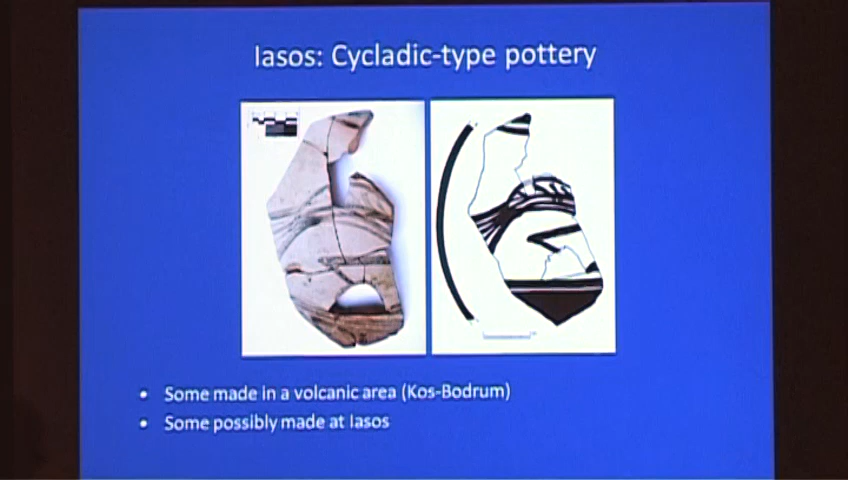 Iasos: Cycladic-type pottery
• Some made in a volcanic area (Kos-Bodrum)
• Some possibly made at Iasos